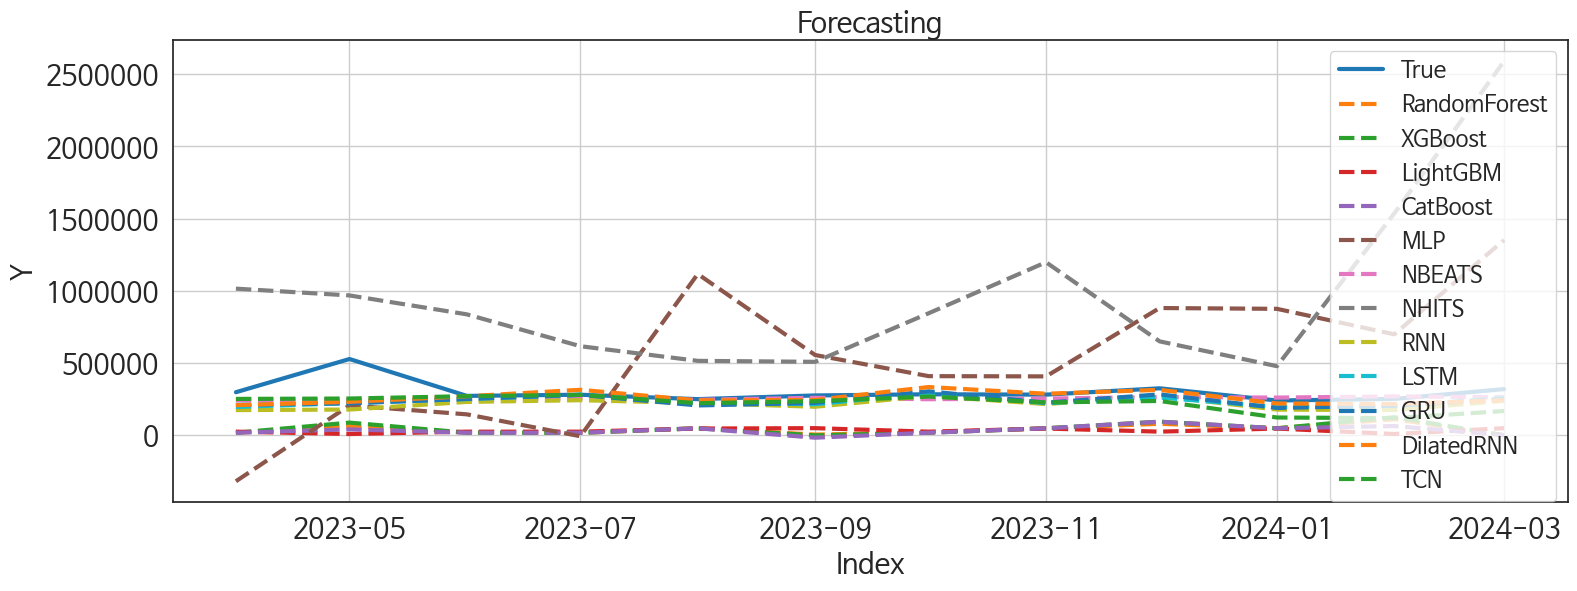 Forecasting
Y
2500000
2000000
1500000
1000000
500000
0
True
RandomForest
XGBoost
LightGBM
CatBoost
MLP
NBEATS
NHITS
RNN
LSTM
GRU
DilatedRNN
TCN
2023-05
2023-07
2023-09
2023-11
2024-01
2024-03
Index